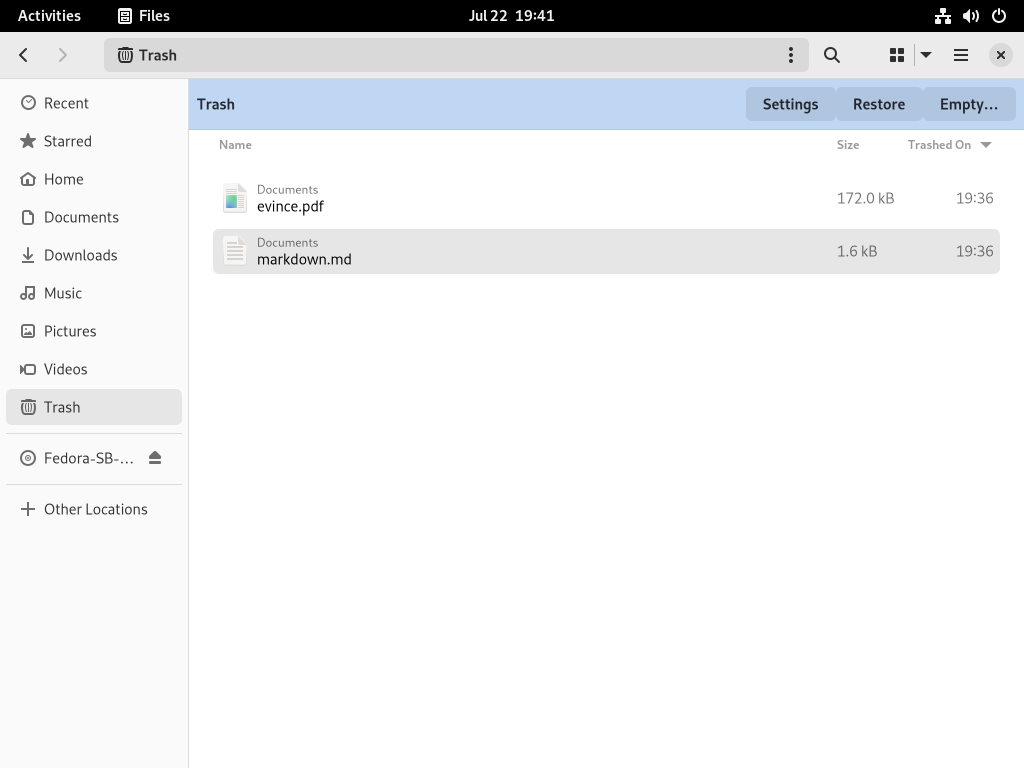 Activities Files Jul 22 19:41
Trash
Recent
Starred
Home
Documents
Downloads
Music
Pictures
Videos
Trash
Fedora-SB-…
Other Locations
Trash Settings Restore Empty…
Name Size Trashed On
Documents
evince.pdf 172.0 kB 19:36
Documents
markdown.md 1.6 kB 19:36